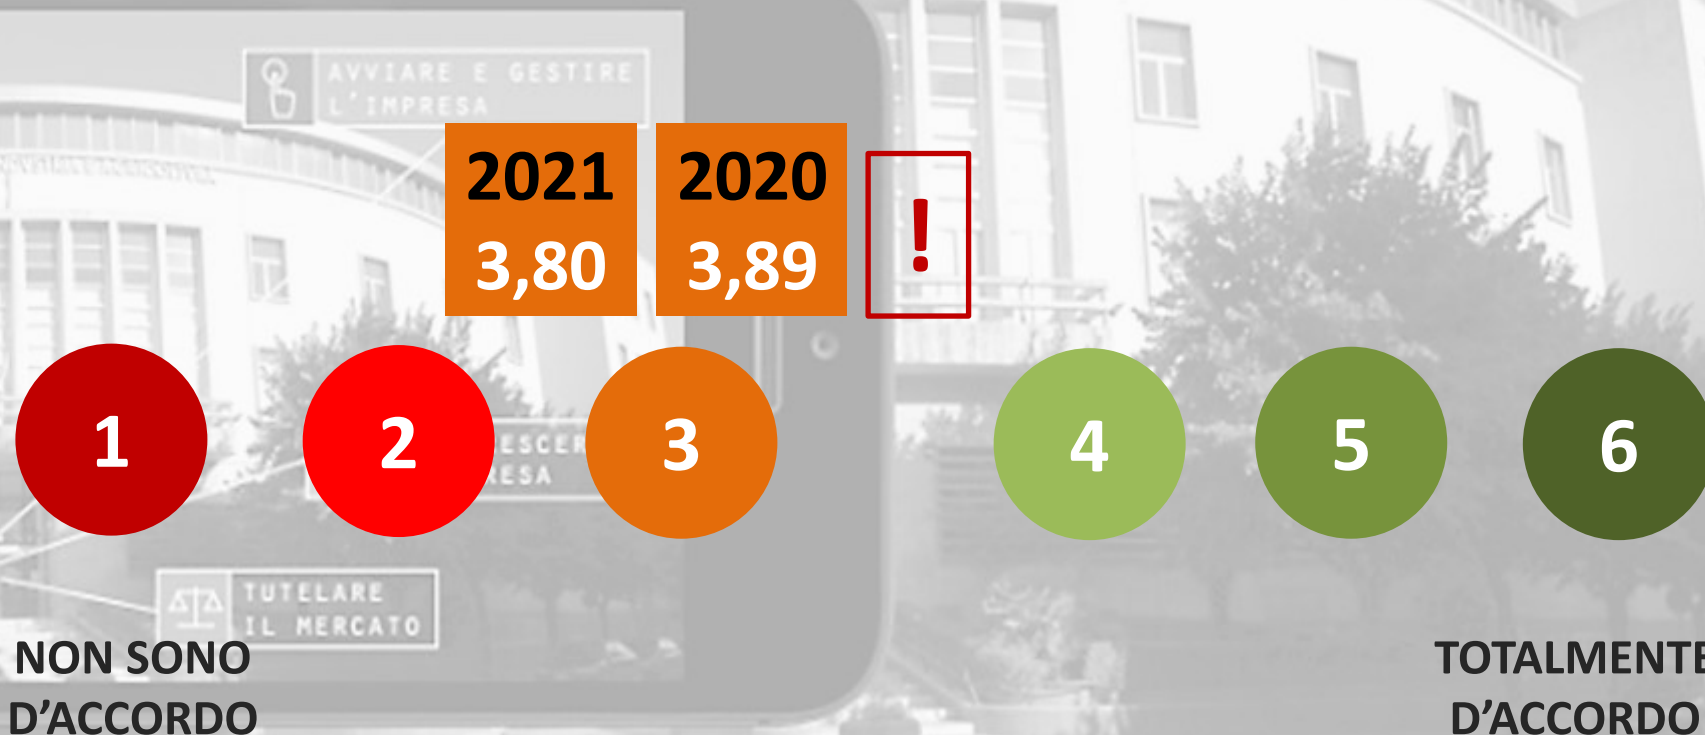 AVVIARE E GESTIRE
L'IMPRESA
2021 2020
3,80 3,89 !
1 2 3 4 5 6
TUTELARE
IL MERCATO
NON SONO
D’ACCORDO
TOTALMENTE
D’ACCORDO